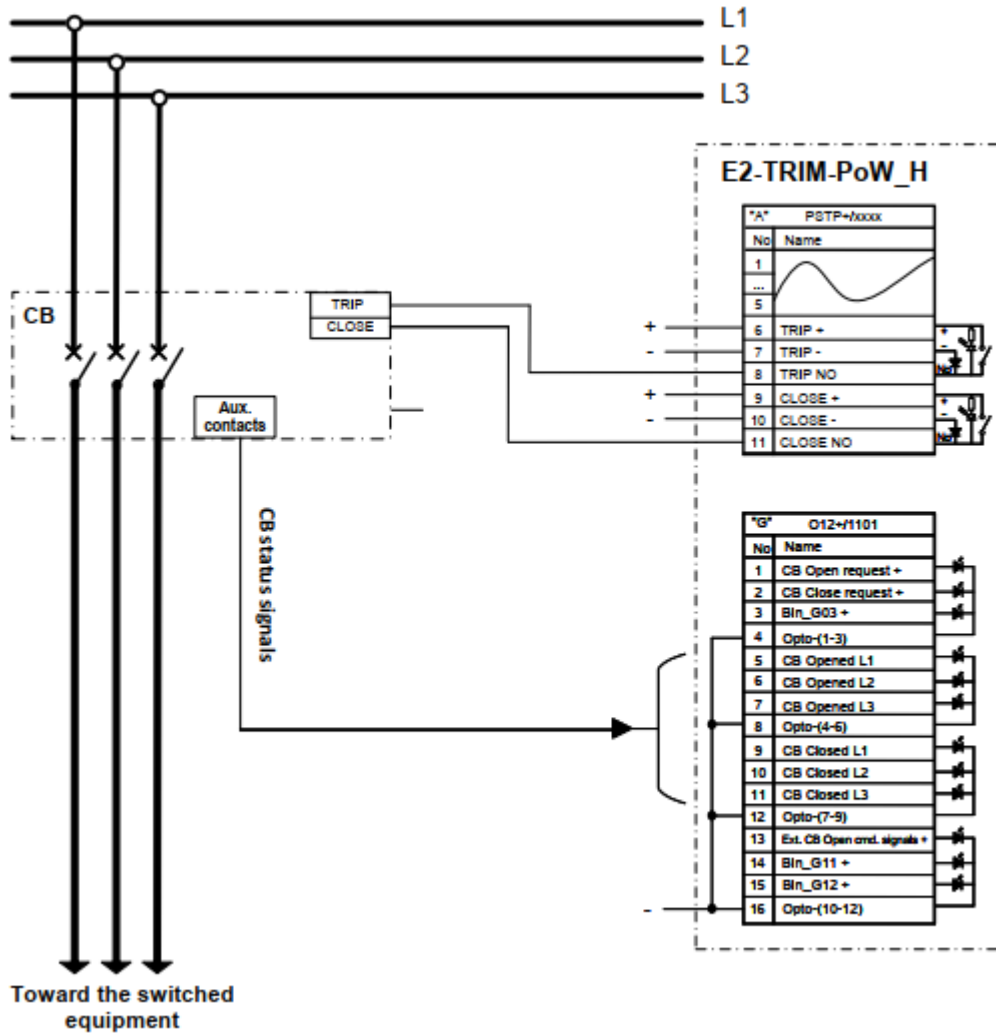 L1
L2
L3
E2-TRIM-PoW_H
"A" PSTP+/xxxx
No Name
1
...
5
6 TRIP +
7 TRIP -
8 TRIP NO
9 CLOSE +
10 CLOSE -
11 CLOSE NO
+
-
+
-
+
-
No
+
-
No
CB
TRIP
CLOSE
Aux.
contacts
CB status signals
"G" O12+/1101
No Name
1 CB Open request +
2 CB Close request +
3 Bin_G03 +
4 Opto-(1-3)
5 CB Opened L1
6 CB Opened L2
7 CB Opened L3
8 Opto-(4-6)
9 CB Closed L1
10 CB Closed L2
11 CB Closed L3
12 Opto-(7-9)
13 Ext. CB Open cmd. signals +
14 Bin_G11 +
15 Bin_G12 +
16 Opto-(10-12)
-
Toward the switched
equipment